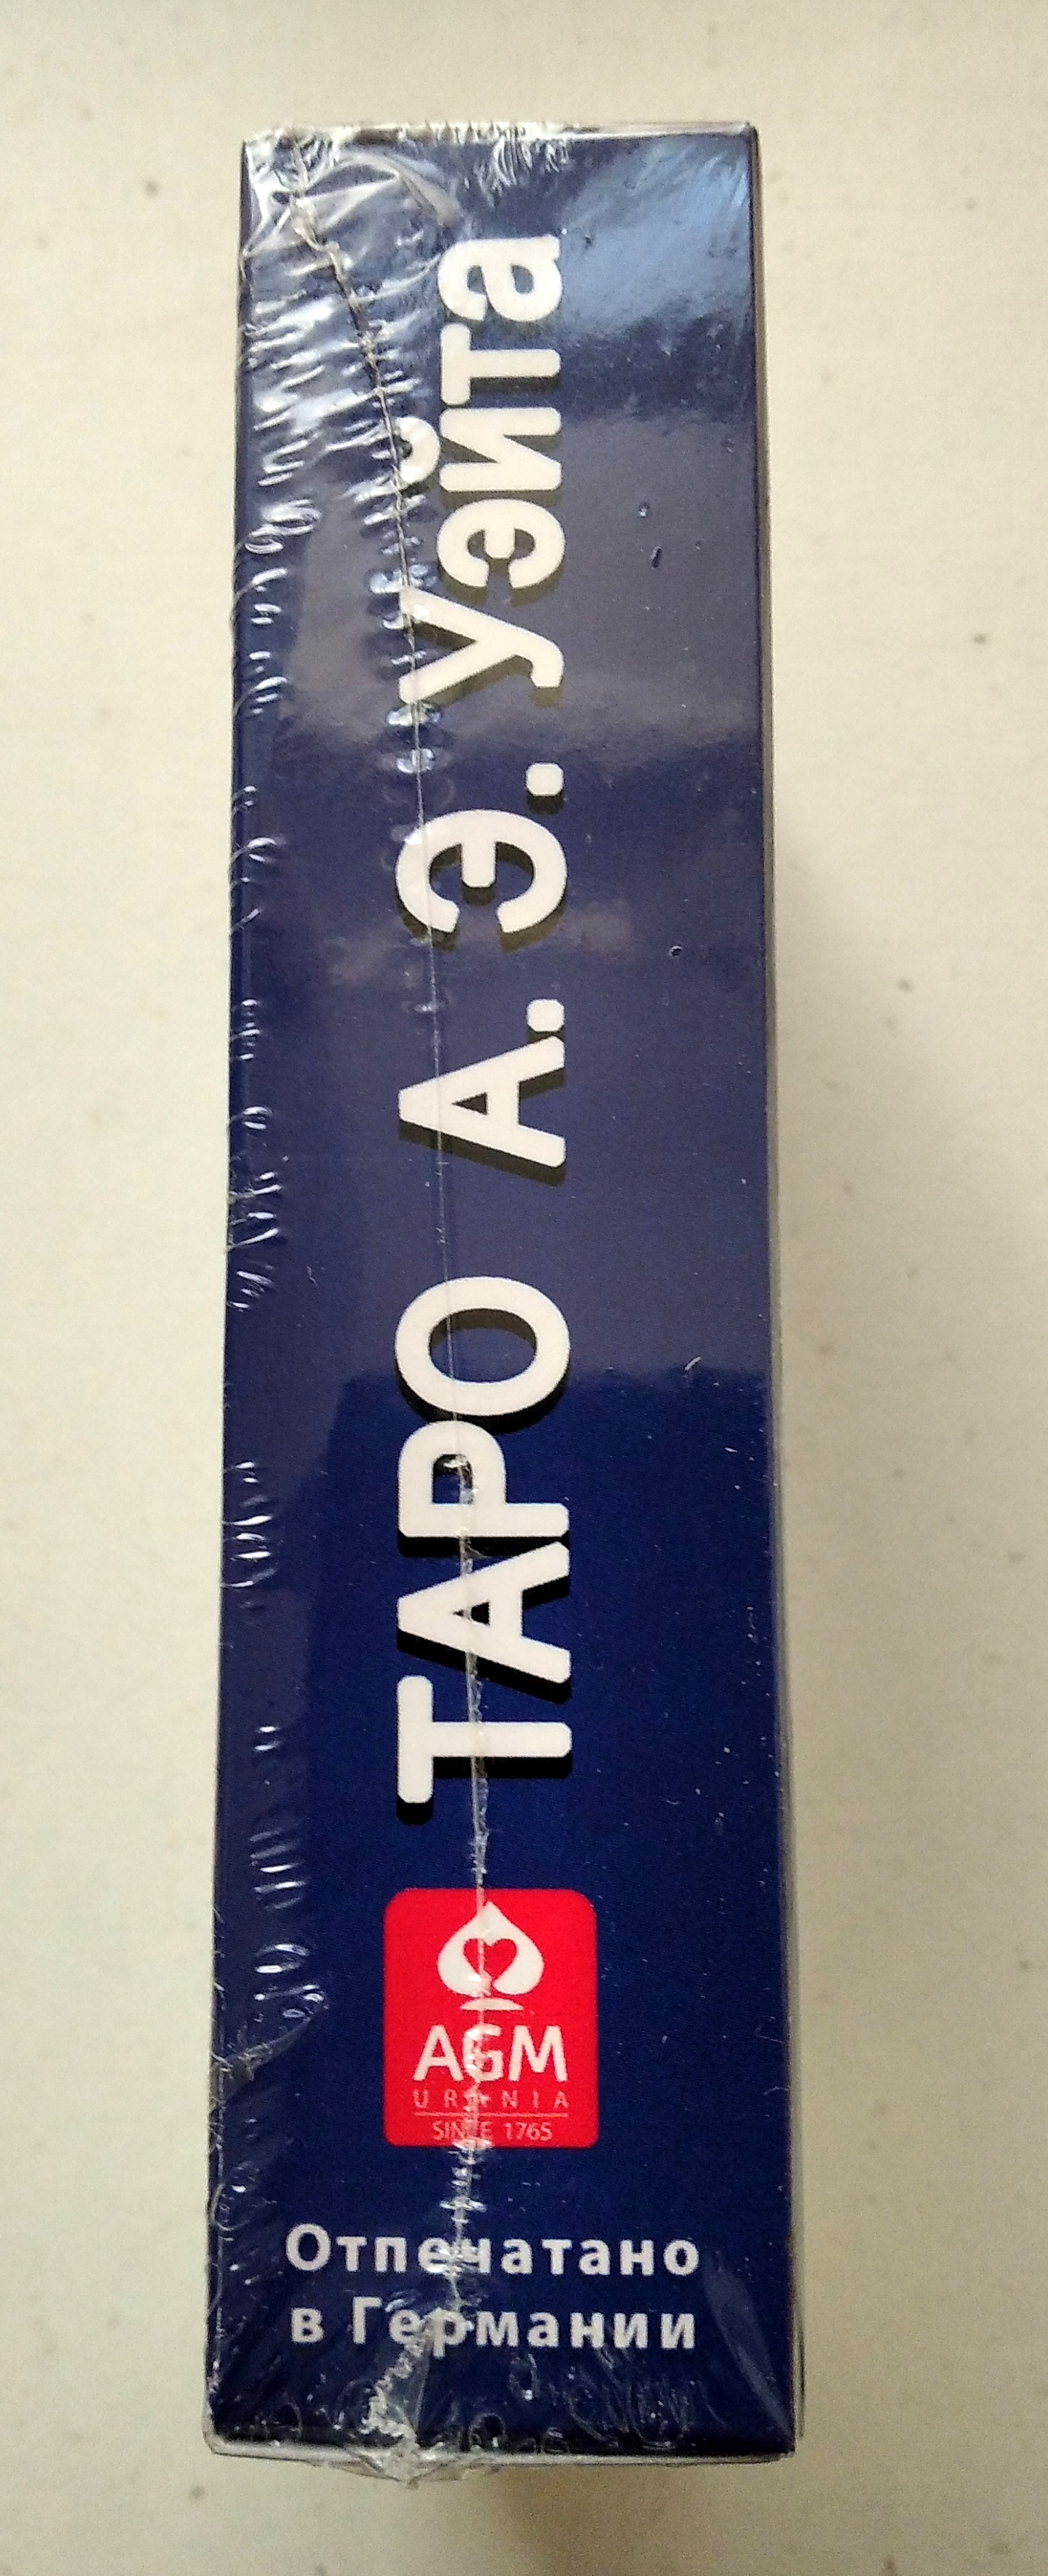 ТАРО А. Э. Уэйта
AGM
URANIA
SINCE 1765
Отпечатано
в Германии